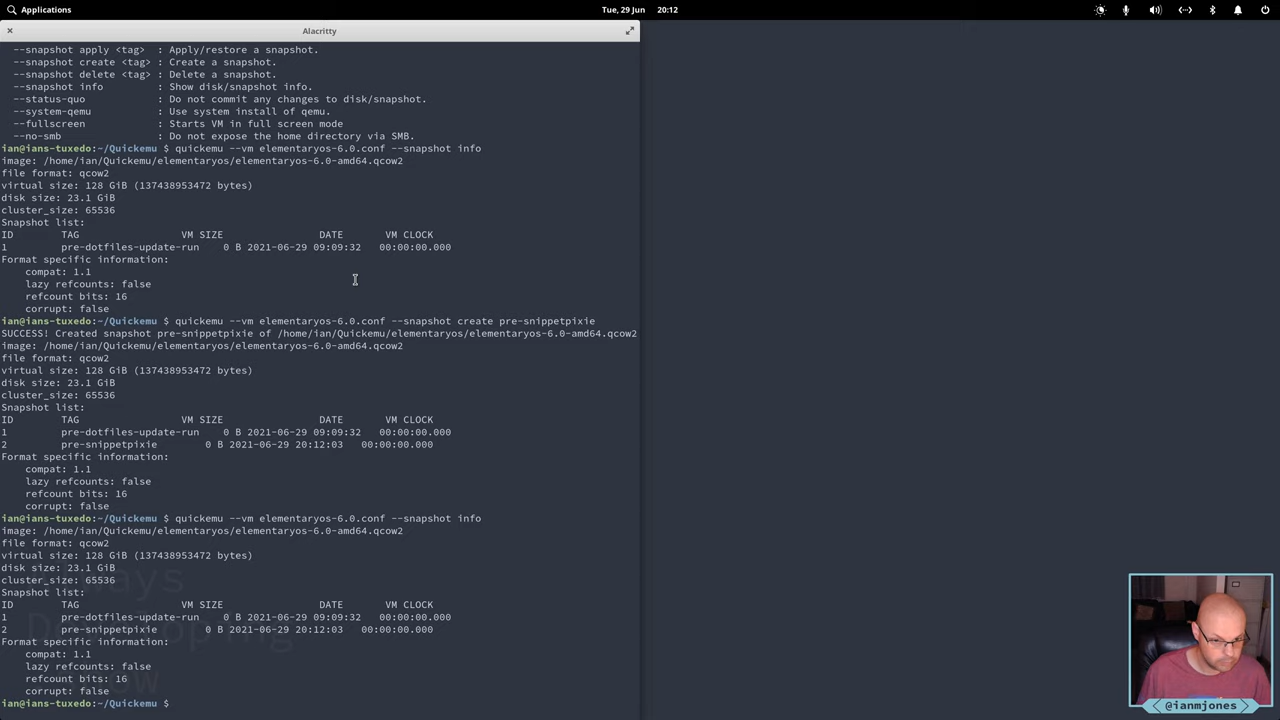 Applications
Tue, 29 Jun 20:12
Alacritty
--snapshot apply <tag> : Apply/restore a snapshot.
--snapshot create <tag> : Create a snapshot.
--snapshot delete <tag> : Delete a snapshot.
--snapshot info : Show disk/snapshot info.
--status-quo : Do not commit any changes to disk/snapshot.
--system-qemu : Use system install of qemu.
--fullscreen : Starts VM in full screen mode
--no-smb : Do not expose the home directory via SMB.
ian@ians-tuxedo:~/Quickemu $ quickemu --vm elementaryos-6.0.conf --snapshot info
image: /home/ian/Quickemu/elementaryos/elementaryos-6.0-amd64.qcow2
file format: qcow2
virtual size: 128 GiB (137438953472 bytes)
disk size: 23.1 GiB
cluster_size: 65536
Snapshot list:
ID TAG VM SIZE DATE VM CLOCK
1 pre-dotfiles-update-run 0 B 2021-06-29 09:09:32 00:00:00.000
Format specific information:
compat: 1.1
lazy refcounts: false
refcount bits: 16
corrupt: false
ian@ians-tuxedo:~/Quickemu $ quickemu --vm elementaryos-6.0.conf --snapshot create pre-snippetpixie
SUCCESS! Created snapshot pre-snippetpixie of /home/ian/Quickemu/elementaryos/elementaryos-6.0-amd64.qcow2
image: /home/ian/Quickemu/elementaryos/elementaryos-6.0-amd64.qcow2
file format: qcow2
virtual size: 128 GiB (137438953472 bytes)
disk size: 23.1 GiB
cluster_size: 65536
Snapshot list:
ID TAG VM SIZE DATE VM CLOCK
1 pre-dotfiles-update-run 0 B 2021-06-29 09:09:32 00:00:00.000
2 pre-snippetpixie 0 B 2021-06-29 20:12:03 00:00:00.000
Format specific information:
compat: 1.1
lazy refcounts: false
refcount bits: 16
corrupt: false
ian@ians-tuxedo:~/Quickemu $ quickemu --vm elementaryos-6.0.conf --snapshot info
image: /home/ian/Quickemu/elementaryos/elementaryos-6.0-amd64.qcow2
file format: qcow2
virtual size: 128 GiB (137438953472 bytes)
disk size: 23.1 GiB
cluster_size: 65536
Snapshot list:
ID TAG VM SIZE DATE VM CLOCK
1 pre-dotfiles-update-run 0 B 2021-06-29 09:09:32 00:00:00.000
2 pre-snippetpixie 0 B 2021-06-29 20:12:03 00:00:00.000
Format specific information:
compat: 1.1
lazy refcounts: false
refcount bits: 16
corrupt: false
ian@ians-tuxedo:~/Quickemu $
@ianmjones